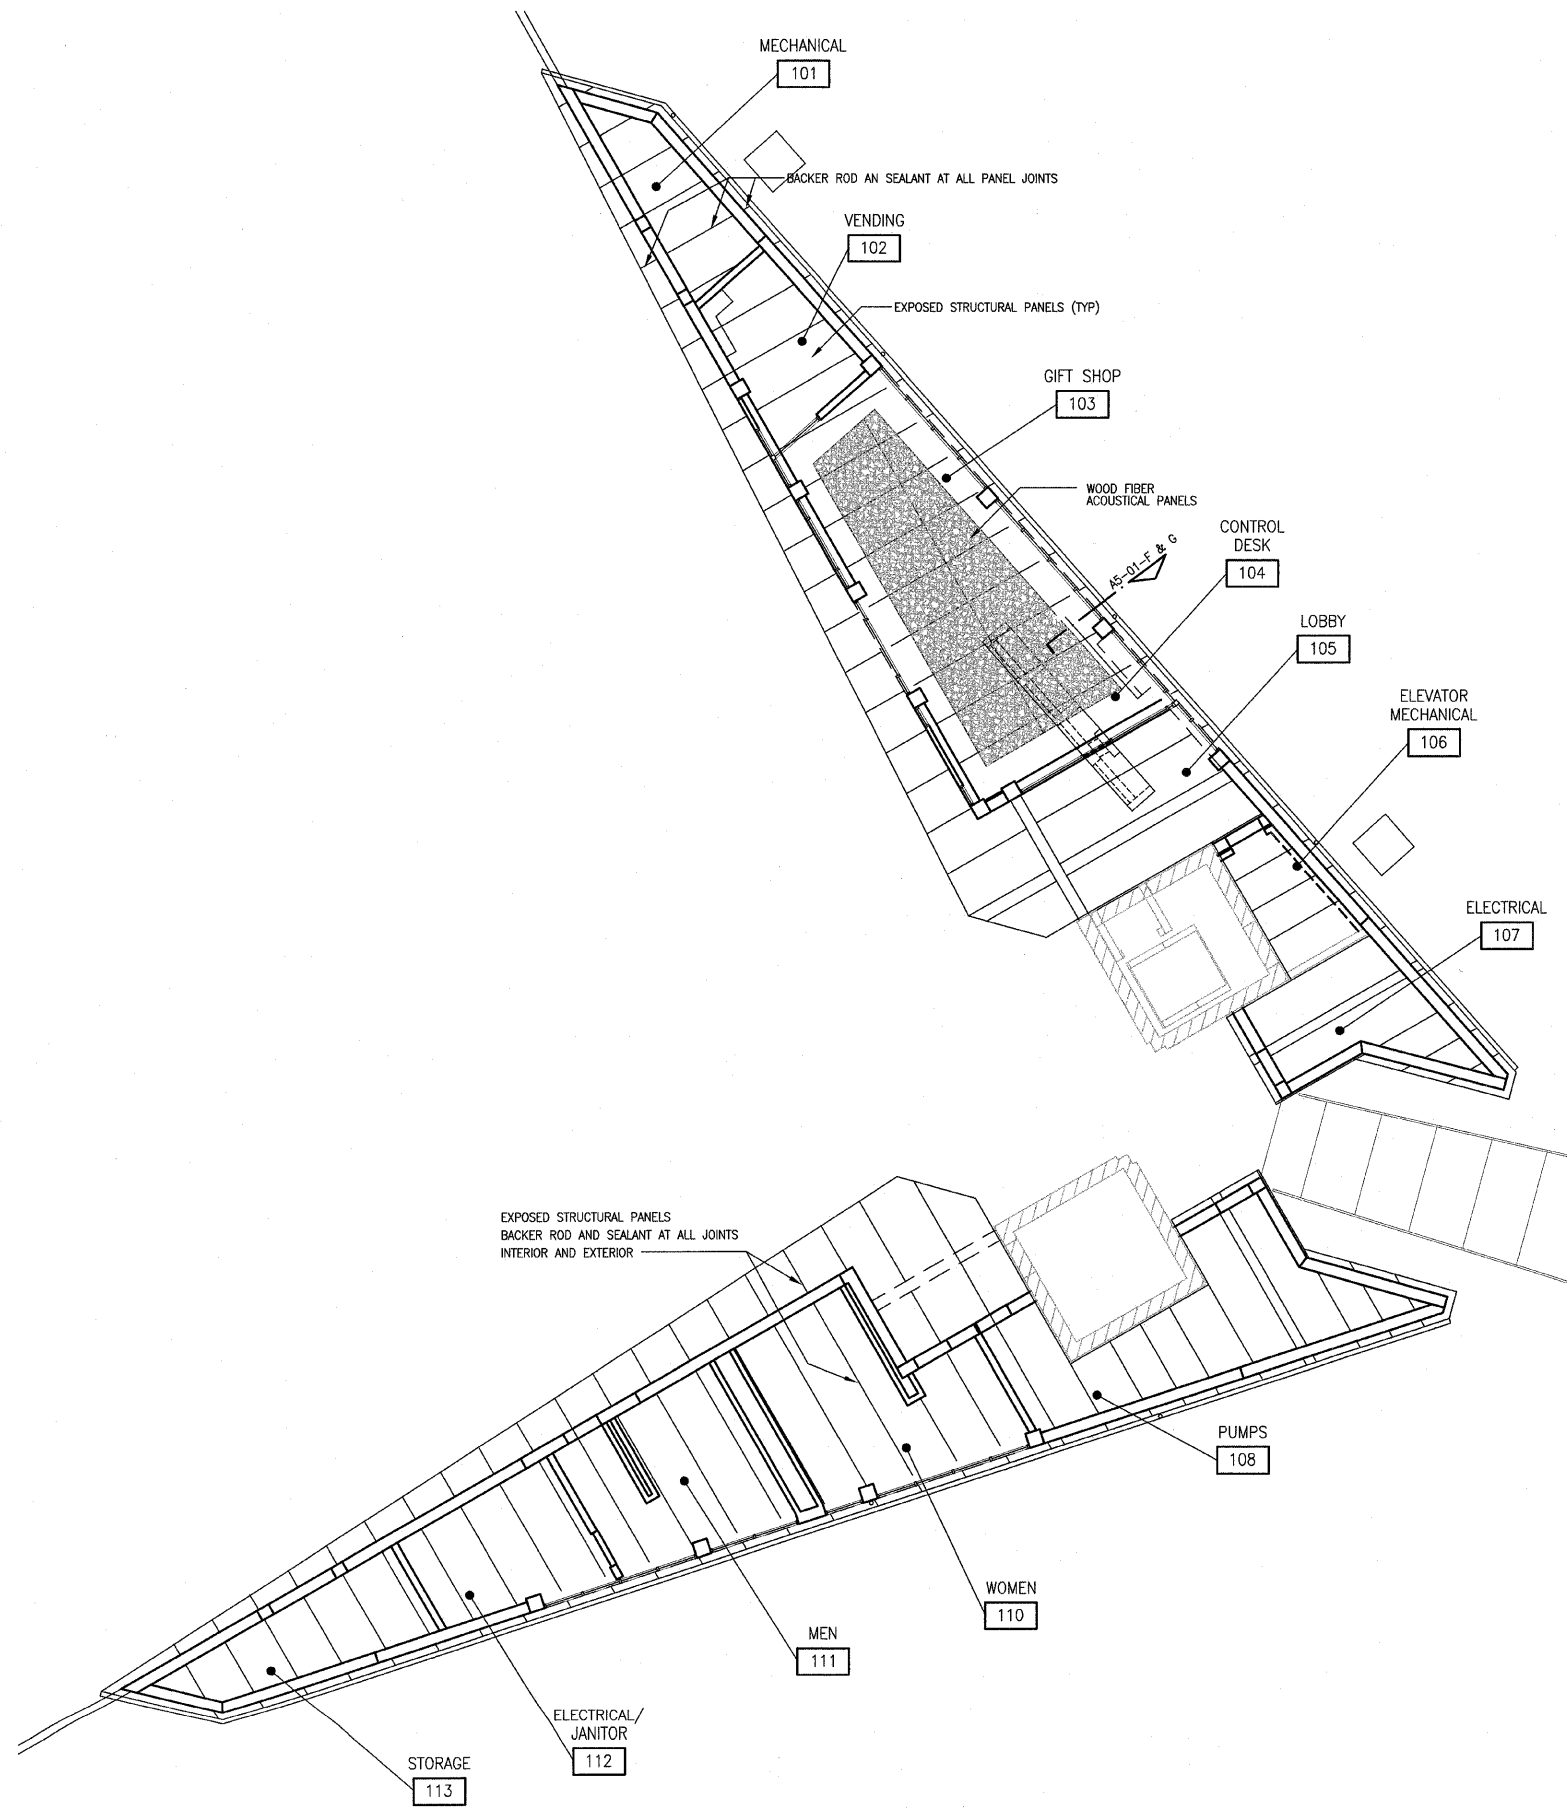 MECHANICAL
101
BACKER ROD AN SEALANT AT ALL PANEL JOINTS
VENDING
102
EXPOSED STRUCTURAL PANELS (TYP)
GIFT SHOP
103
WOOD FIBER
ACOUSTICAL PANELS
CONTROL
DESK
104
A5-01-F & G
LOBBY
105
ELEVATOR
MECHANICAL
106
ELECTRICAL
107
EXPOSED STRUCTURAL PANELS
BACKER ROD AND SEALANT AT ALL JOINTS
INTERIOR AND EXTERIOR
PUMPS
108
WOMEN
110
MEN
111
ELECTRICAL/
JANITOR
112
STORAGE
113